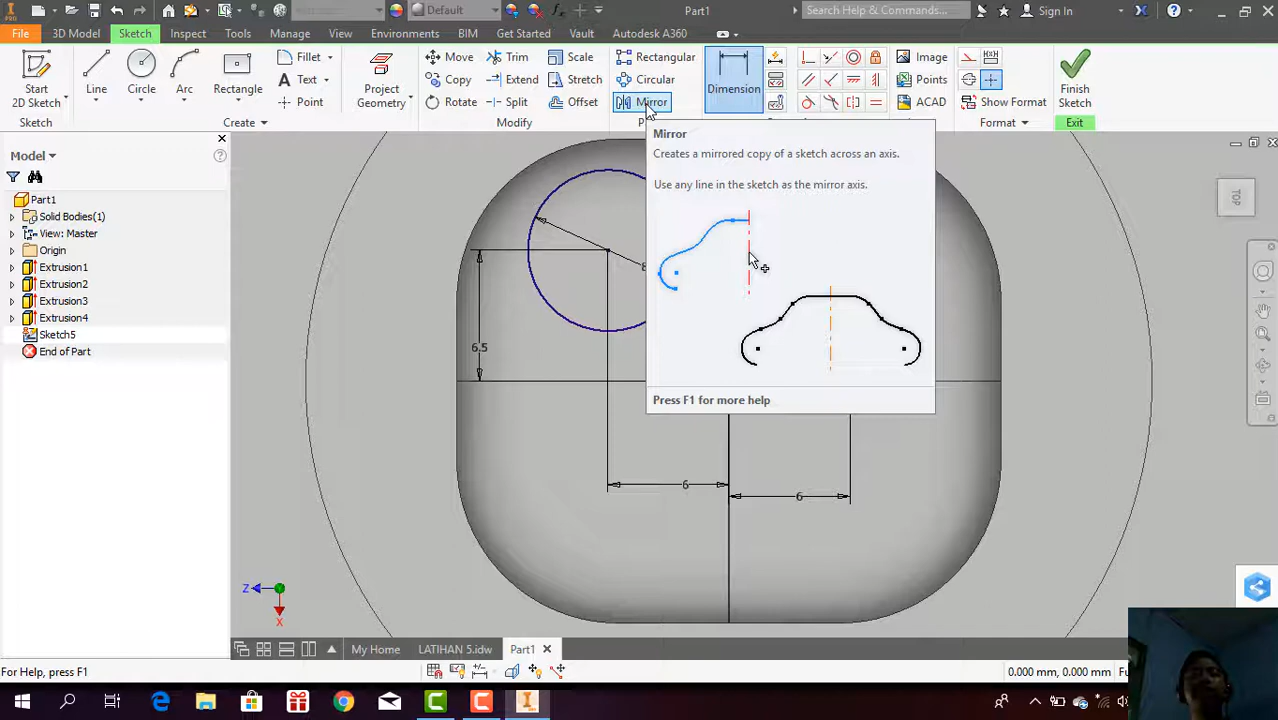 Default
Part1
Search Help & Commands...
Sign In
File
3D Model
Sketch
Inspect
Tools
Manage
View
Environments
BIM
Get Started
Vault
Autodesk A360
Start
2D Sketch
Line
Circle
Arc
Rectangle
Fillet
Text
Point
Project
Geometry
Move
Copy
Rotate
Trim
Extend
Split
Scale
Stretch
Offset
Rectangular
Circular
Mirror
Dimension
Image
Points
ACAD
Show Format
Finish
Sketch
Sketch
Create
Modify
Format
Exit
Model
Part1
Solid Bodies(1)
View: Master
Origin
Extrusion1
Extrusion2
Extrusion3
Extrusion4
Sketch5
End of Part
Mirror
Creates a mirrored copy of a sketch across an axis.
Use any line in the sketch as the mirror axis.
Press F1 for more help
TOP
6.5
6
6
Z
X
My Home
LATIHAN 5.idw
Part1
For Help, press F1
0.000 mm, 0.000 mm